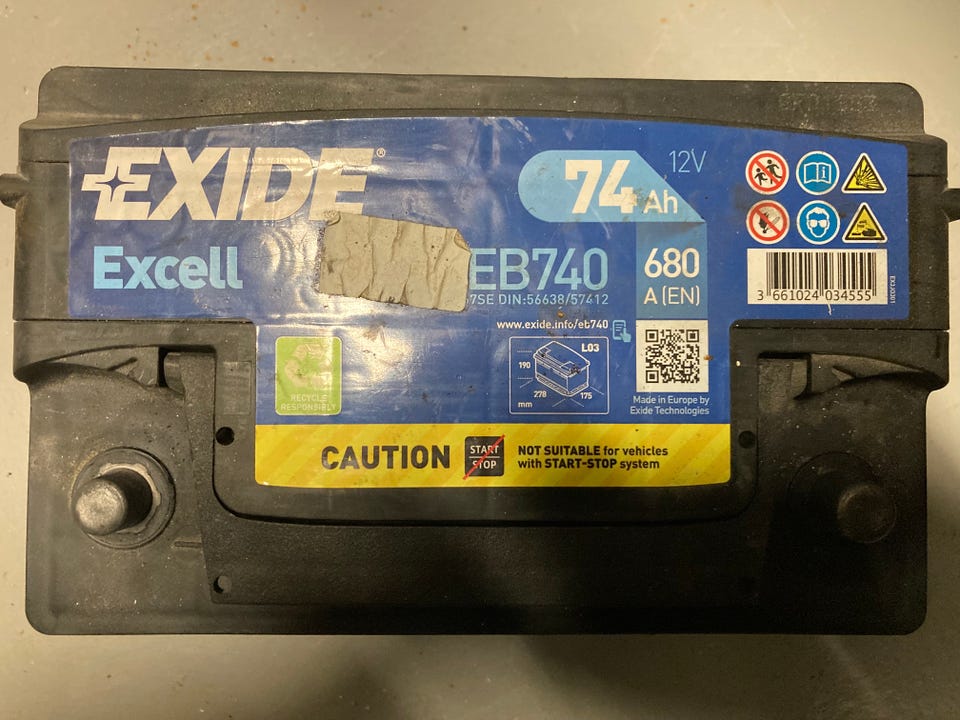 EXIDE®
74 Ah
12V
Excell
EB740
680
A (EN)
3 661024 034555
7SE DIN:56638/57412
www.exide.info/eb740
L03
190
278
175
mm
RECYCLE
RESPONSIBLY
Made in Europe by
Exide Technologies
CAUTION
START
STOP
NOT SUITABLE for vehicles
with START-STOP system